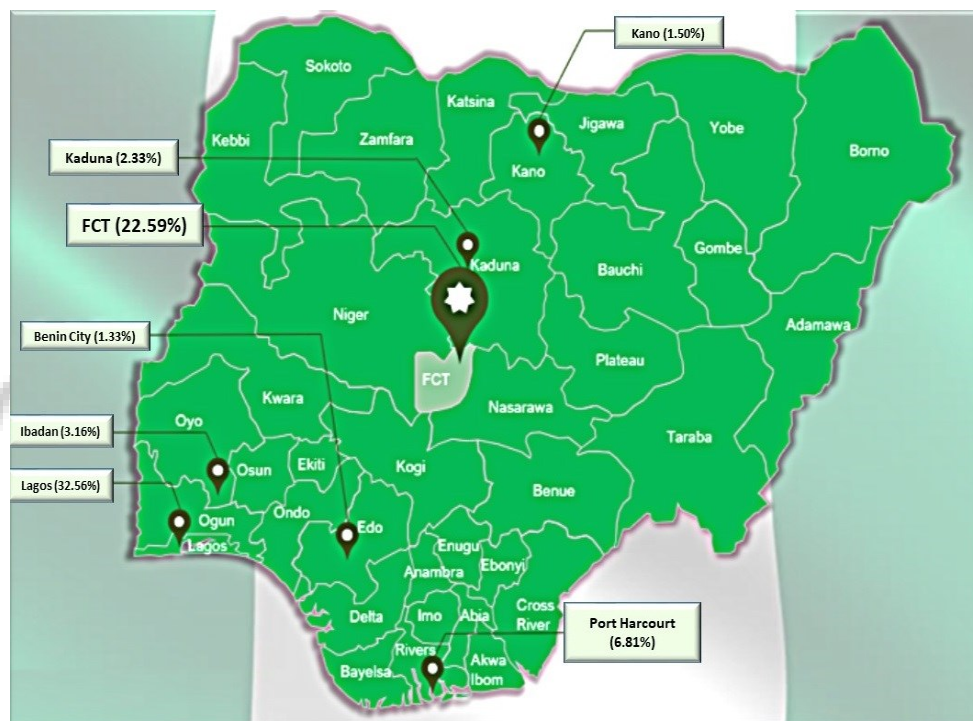 Kano (1.50%)
Sokoto
Katsina
Jigawa
Yobe
Kebbi
Zamfara
Borno
Kaduna (2.33%)
Kano
FCT (22.59%)
Gombe
Kaduna
Bauchi
Niger
Adamawa
Benin City (1.33%)
Plateau
FCT
Kwara
Nasarawa
Oyo
Ibadan (3.16%)
Taraba
Osun
Ekiti
Kogi
Lagos (32.56%)
Benue
Ogun
Ondo
Edo
Lagos
Enugu
Ebonyi
Anambra
Delta
Imo
Abia
Cross
River
Port Harcourt
(6.81%)
Rivers
Bayelsa
Akwa
Ibom